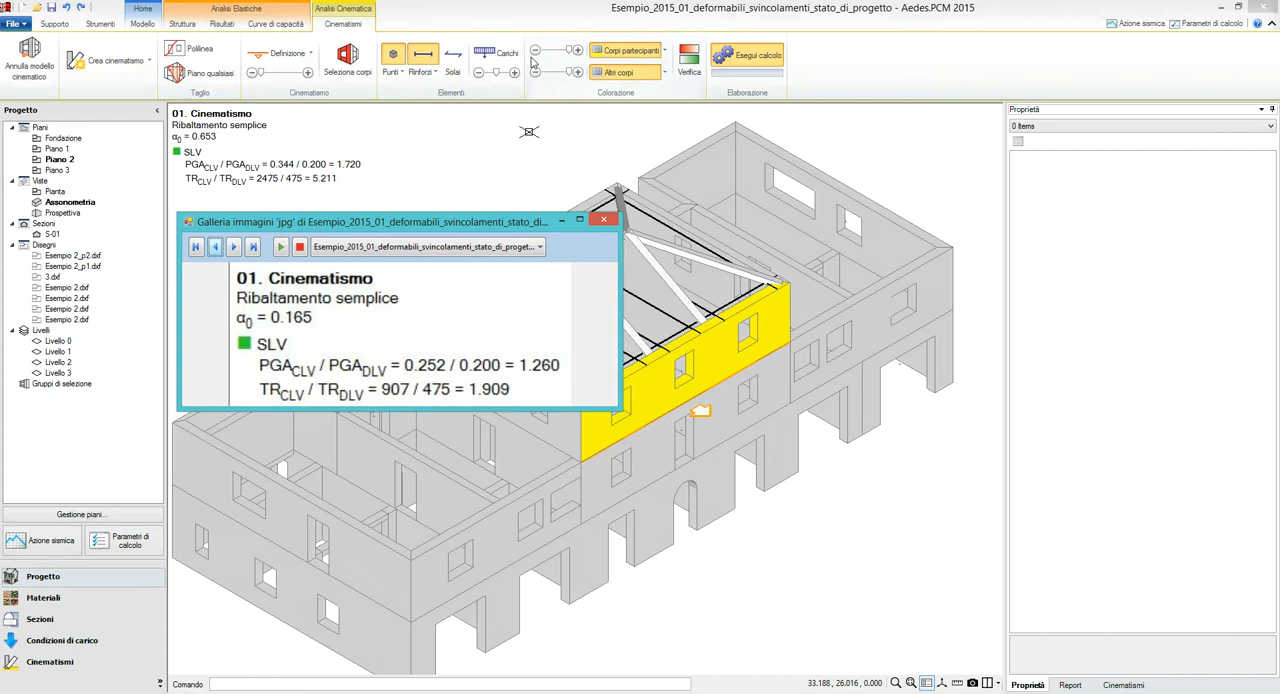 Esempio_2015_01_deformabili_svincolamenti_stato_di_progetto - Aedes.PCM 2015
Home
Analisi Elastiche
Analisi Cinematica
File
Supporto
Strumenti
Modello
Struttura
Risultati
Curve di capacità
Cinematismi
Azione sismica
Parametri di calcolo
Annulla modello cinematico
Crea cinematismo
Polilinea
Piano qualsiasi
Taglio
Definizione
Seleziona corpi
Cinematismo
Punti
Rinforzi
Solai
Carichi
Elementi
Corpi partecipanti
Altri corpi
Colorazione
Verifica
Esegui calcolo
Elaborazione
Progetto
Piani
Fondazione
Piano 1
Piano 2
Piano 3
Viste
Pianta
Assonometria
Prospettiva
Sezioni
S-01
Disegni
Esempio 2_p2.dxf
Esempio 2_p1.dxf
3.dxf
Esempio 2.dxf
Esempio 2.dxf
Esempio 2.dxf
Esempio 2.dxf
Livelli
Livello 0
Livello 1
Livello 2
Livello 3
Gruppi di selezione
Gestione piani...
Azione sismica
Parametri di calcolo
Progetto
Materiali
Sezioni
Condizioni di carico
Cinematismi
01. Cinematismo
Ribaltamento semplice
α0 = 0.653
SLV
PGACLV / PGADLV = 0.344 / 0.200 = 1.720
TRCLV / TRDLV = 2475 / 475 = 5.211
Galleria immagini 'jpg' di Esempio_2015_01_deformabili_svincolamenti_stato_di...
Esempio_2015_01_deformabili_svincolamenti_stato_di_proget...
01. Cinematismo
Ribaltamento semplice
α0 = 0.165
SLV
PGACLV / PGADLV = 0.252 / 0.200 = 1.260
TRCLV / TRDLV = 907 / 475 = 1.909
Proprietà
0 Items
Comando
33.188, 26.016, 0.000
Proprietà
Report
Cinematismi